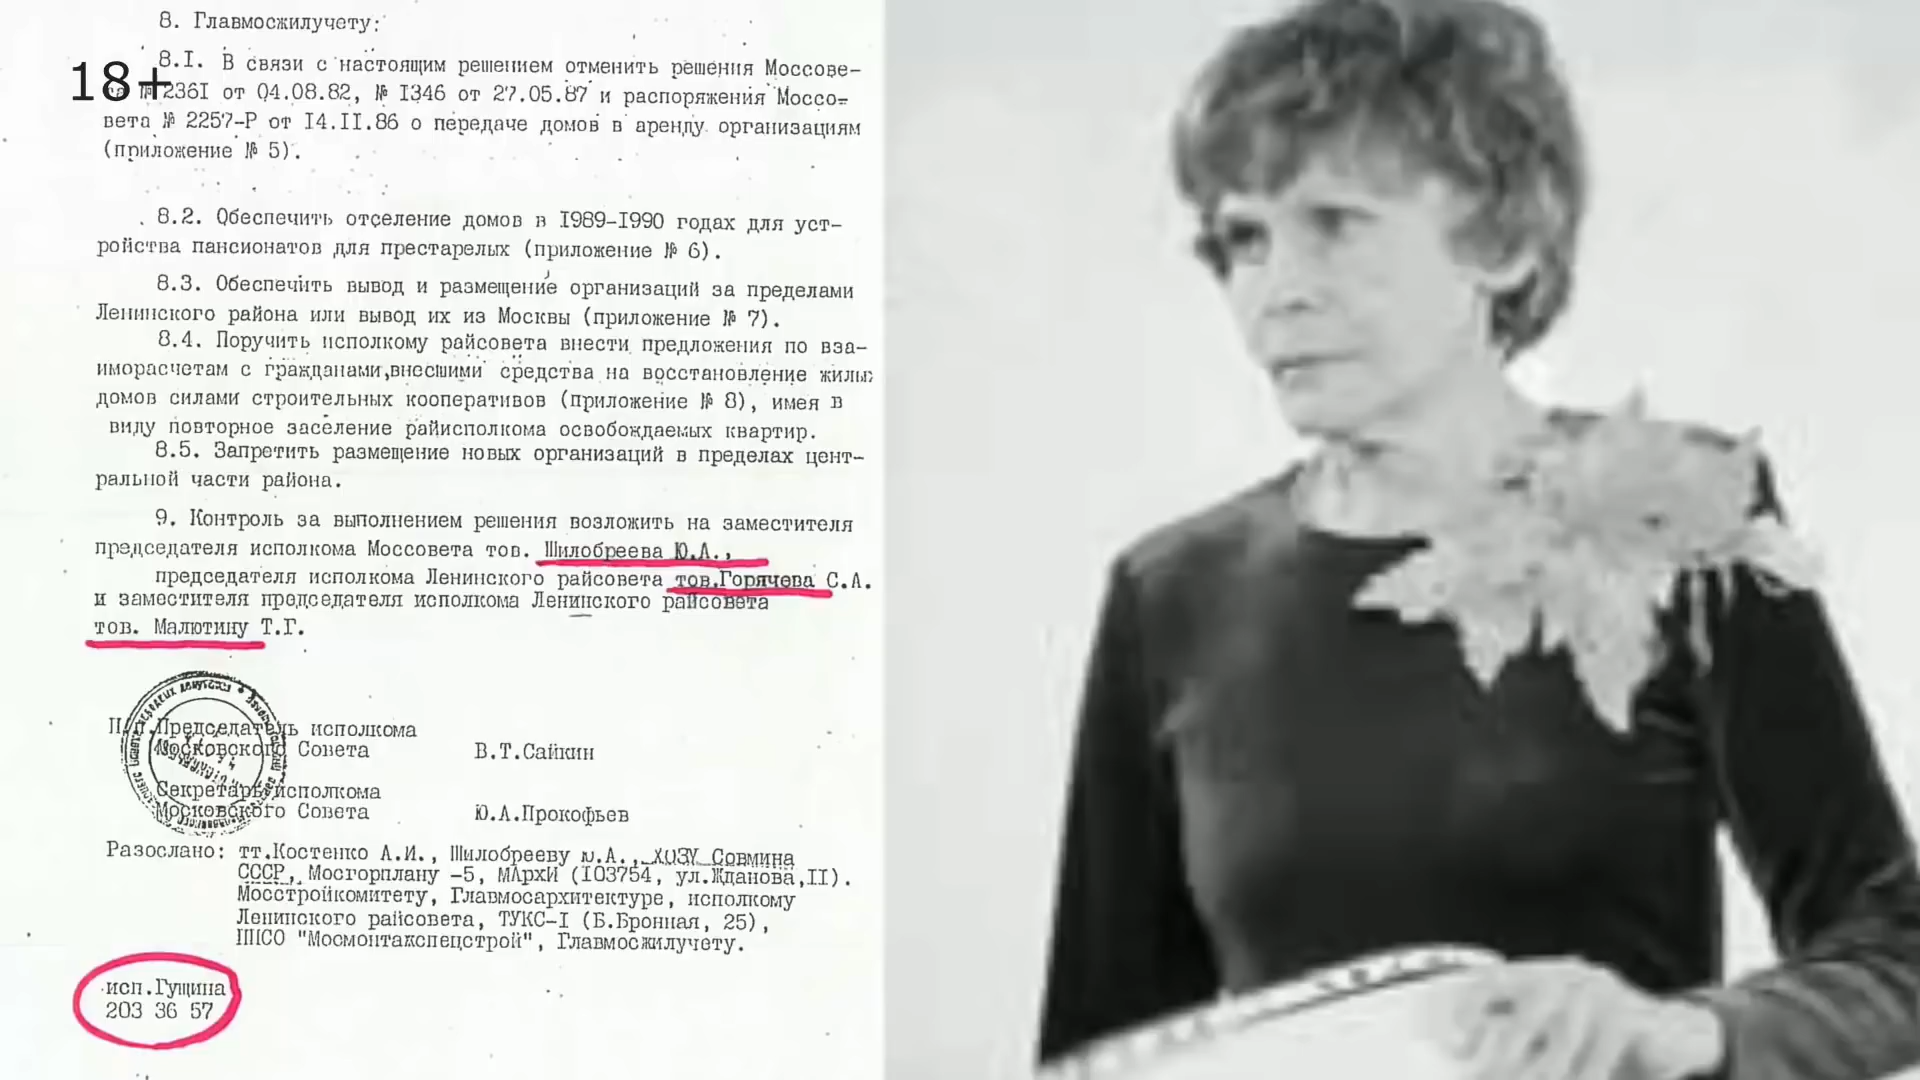 8. Главмосжилучету:
8.I. В связи с настоящим решением отменить решения Моссове-
18+
№ 236I от 04.08.82, № I346 от 27.05.87 и распоряжения Моссо-
вета № 2257-Р от I4.II.86 о передаче домов в аренду организациям
(приложение № 5).
8.2. Обеспечить отселение домов в I989-I990 годах для уст-
ройства пансионатов для престарелых (приложение № 6).
8.3. Обеспечить вывод и размещение организаций за пределами
Ленинского района или вывод их из Москвы (приложение № 7).
8.4. Поручить исполкому райсовета внести предложения по вза-
иморасчетам с гражданами,внесшими средства на восстановление жилы
домов силами строительных кооперативов (приложение № 8), имея в
виду повторное заселение райисполкома освобождаемых квартир.
8.5. Запретить размещение новых организаций в пределах цент-
ральной части района.
9. Контроль за выполнением решения возложить на заместителя
председателя исполкома Моссовета тов. Шилобреева Ю.А.,
председателя исполкома Ленинского райсовета тов.Горячева С.А.
и заместителя председателя исполкома Ленинского райсовета
тов. Малютину Т.Г.
П.п.Председатель исполкома
Московского Совета В.Т.Сайкин
Секретарь исполкома
Московского Совета Ю.А.Прокофьев
Разослано: тт.Костенко А.И., Шилобрееву Ю.А., ХОЗУ Совмина
СССР, Мосгорплану -5, МАрхИ (I03754, ул.Жданова,II).
Мосстройкомитету, Главмосархитектуре, исполкому
Ленинского райсовета, ТУКС-I (Б.Бронная, 25),
ППСО "Мосмонтажспецстрой", Главмосжилучету.
исп.Гущина
203 36 57